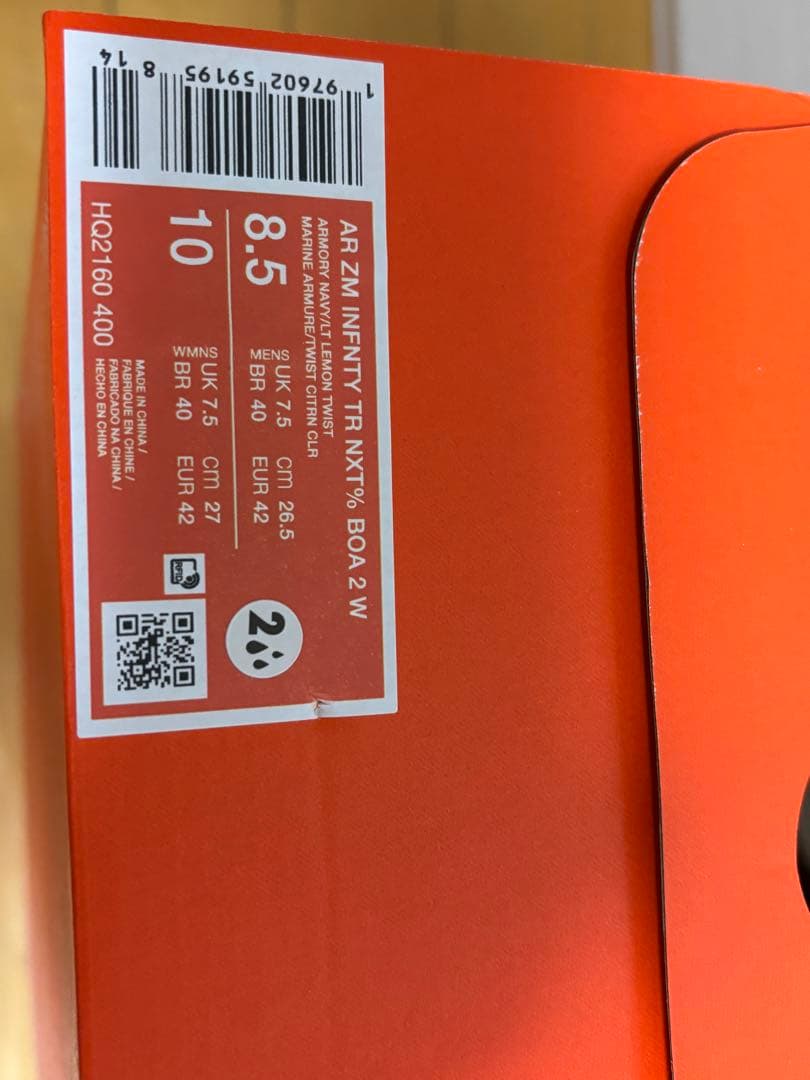 AR ZM INFNTY TR NXT% BOA 2 W
ARMORY NAVY/LT LEMON TWIST
MARINE ARMURE/TWIST CITRN CLR
8.5
MENS UK 7.5 cm 26.5
BR 40 EUR 42
10
WMNS UK 7.5 cm 27
BR 40 EUR 42
HQ2160 400
MADE IN CHINA /
FABRIQUE EN CHINE /
FABRICADO NA CHINA /
HECHO EN CHINA
RFID
2
1 97602 59195 8 14